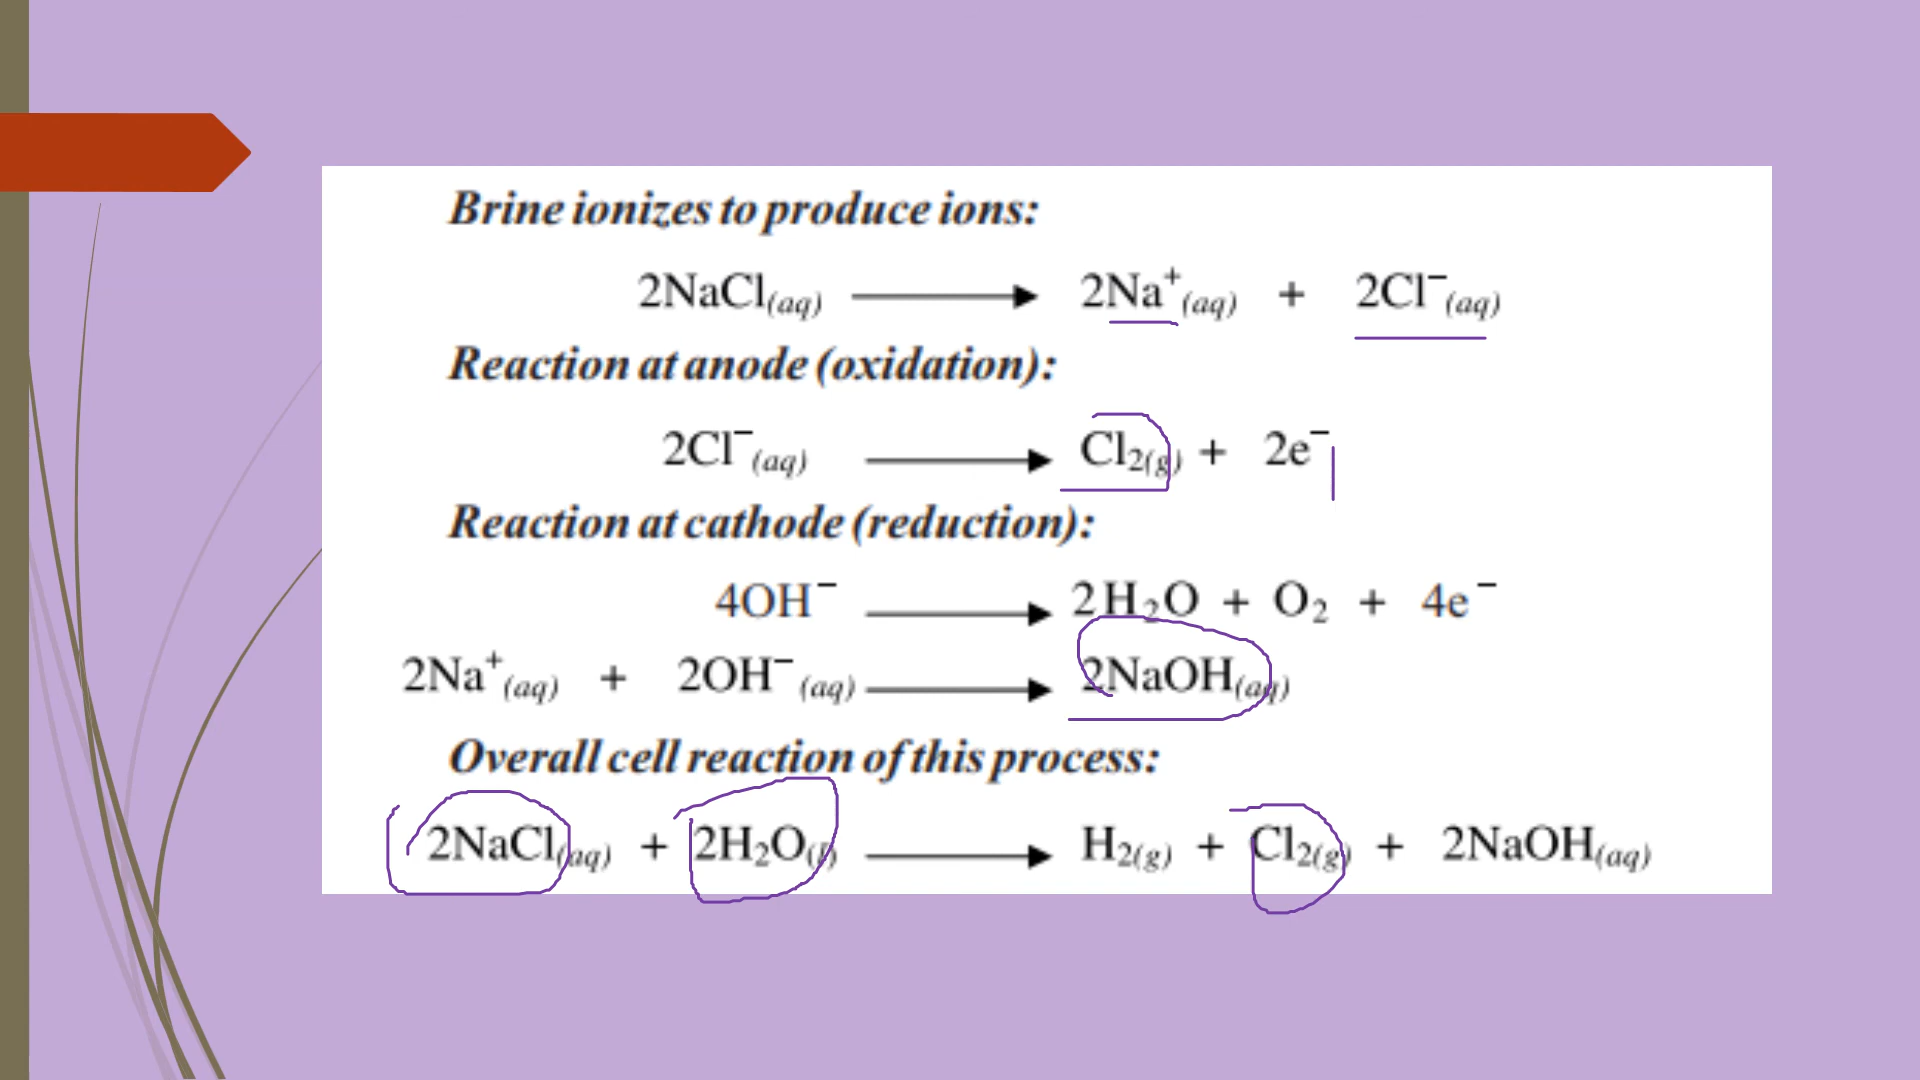 Brine ionizes to produce ions:
2NaCl(aq) ⟶ 2Na⁺(aq) + 2Cl⁻(aq)
Reaction at anode (oxidation):
2Cl⁻(aq) ⟶ Cl₂(g) + 2e⁻
Reaction at cathode (reduction):
4OH⁻ ⟶ 2H₂O + O₂ + 4e⁻
2Na⁺(aq) + 2OH⁻(aq) ⟶ 2NaOH(aq)
Overall cell reaction of this process:
2NaCl(aq) + 2H₂O(l) ⟶ H₂(g) + Cl₂(g) + 2NaOH(aq)